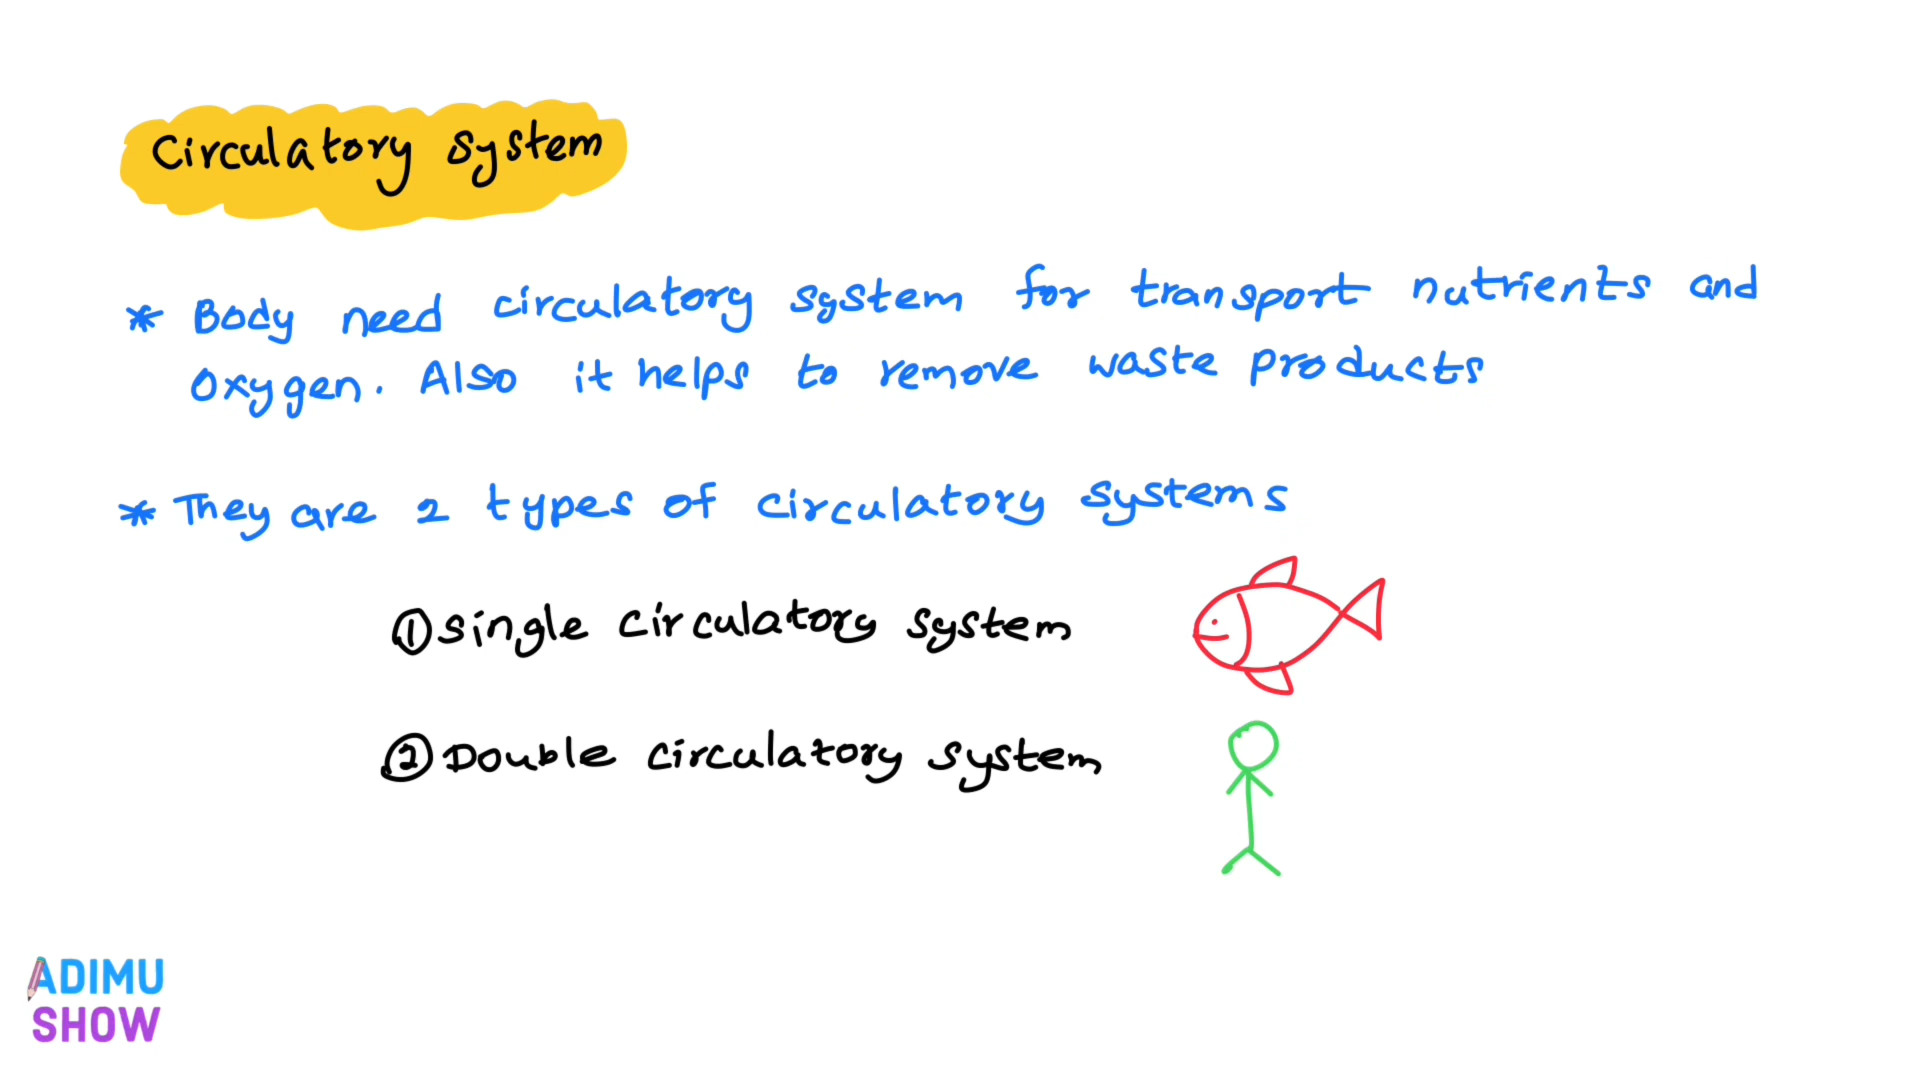 Circulatory system
* Body need circulatory system for transport nutrients and
oxygen. Also it helps to remove waste products
* They are 2 types of circulatory systems
① single circulatory system
② Double circulatory system
ADIMU
SHOW